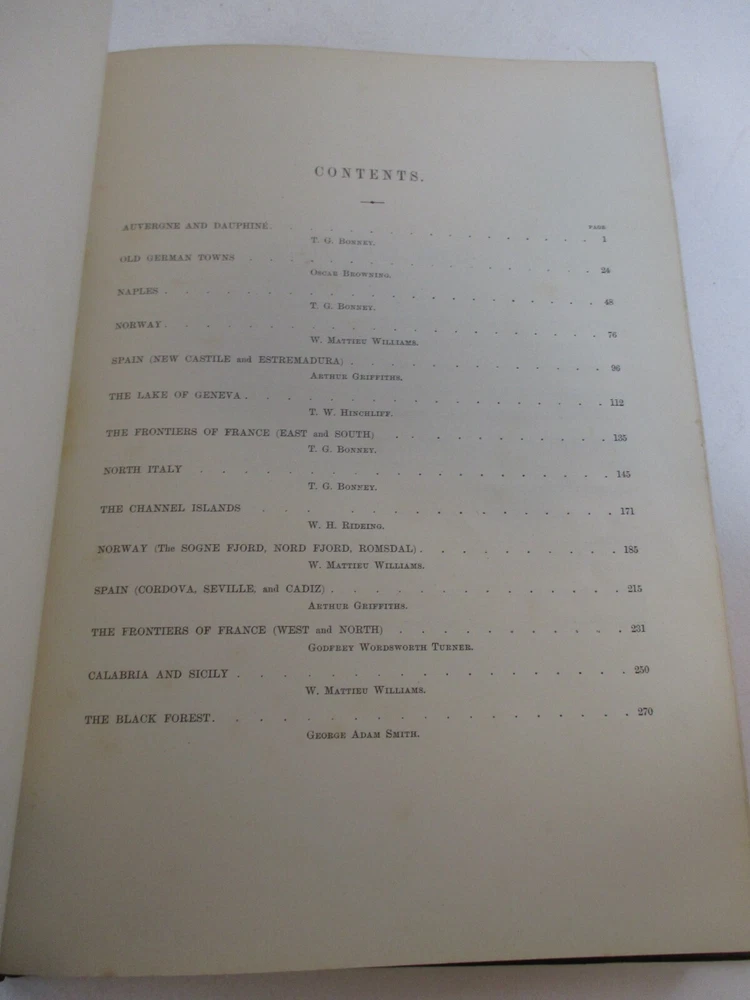 CONTENTS.
PAGE
AUVERGNE AND DAUPHINÉ . . . . . . . . . . . . . . . . 1
T. G. BONNEY.
OLD GERMAN TOWNS . . . . . . . . . . . . . . . . 24
OSCAR BROWNING.
NAPLES . . . . . . . . . . . . . . . . 48
T. G. BONNEY.
NORWAY . . . . . . . . . . . . . . . . 76
W. MATTIEU WILLIAMS.
SPAIN (NEW CASTILE and ESTREMADURA) . . . . . . . . . . 96
ARTHUR GRIFFITHS.
THE LAKE OF GENEVA . . . . . . . . . . . . . . 112
T. W. HINCHLIFF.
THE FRONTIERS OF FRANCE (EAST and SOUTH) . . . . . . . . 135
T. G. BONNEY.
NORTH ITALY . . . . . . . . . . . . . . . . 145
T. G. BONNEY.
THE CHANNEL ISLANDS . . . . . . . . . . . . . 171
W. H. RIDEING.
NORWAY (The SOGNE FJORD, NORD FJORD, ROMSDAL) . . . . . . . 185
W. MATTIEU WILLIAMS.
SPAIN (CORDOVA, SEVILLE, and CADIZ) . . . . . . . . . . 215
ARTHUR GRIFFITHS.
THE FRONTIERS OF FRANCE (WEST and NORTH) . . . . . . . . 231
GODFREY WORDSWORTH TURNER.
CALABRIA AND SICILY . . . . . . . . . . . . . 250
W. MATTIEU WILLIAMS.
THE BLACK FOREST . . . . . . . . . . . . . . 270
GEORGE ADAM SMITH.